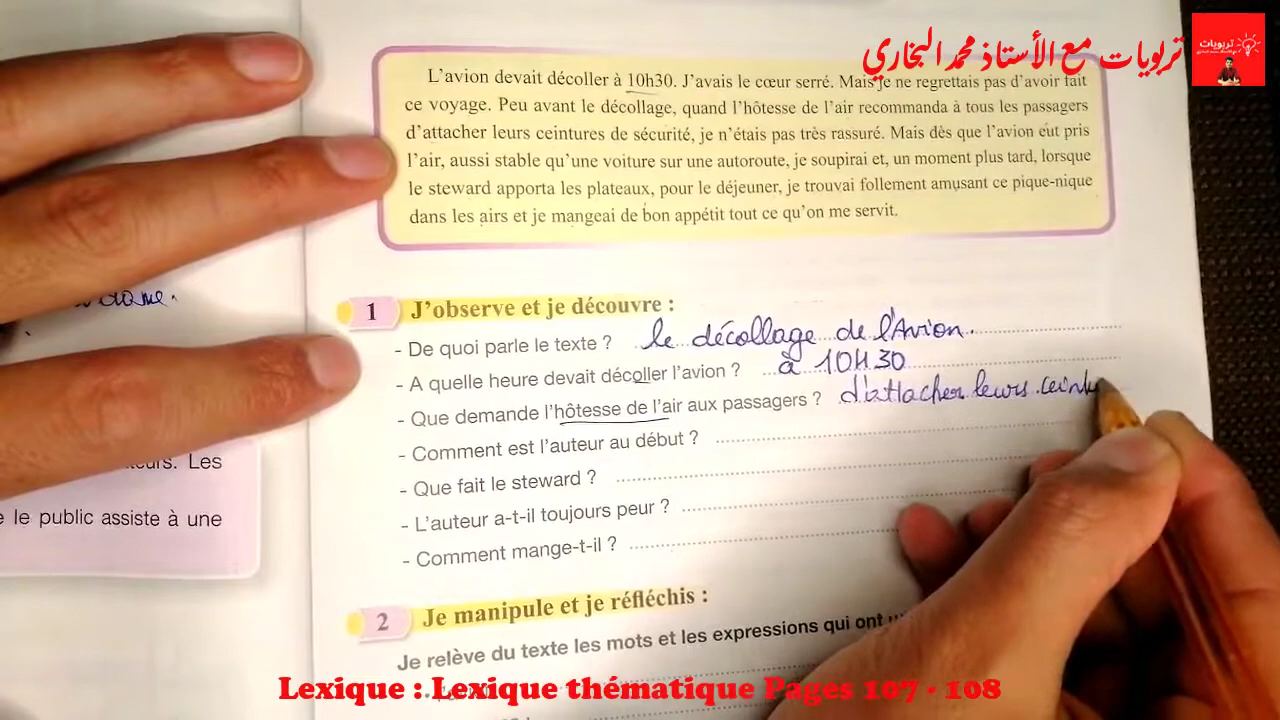 تربويات مع الأستاذ محمد البخاري
تربويات
L'avion devait décoller à 10h30. J'avais le cœur serré. Mais je ne regrettais pas d'avoir fait
ce voyage. Peu avant le décollage, quand l'hôtesse de l'air recommanda à tous les passagers
d'attacher leurs ceintures de sécurité, je n'étais pas très rassuré. Mais dès que l'avion eut pris
l'air, aussi stable qu'une voiture sur une autoroute, je soupirai et, un moment plus tard, lorsque
le steward apporta les plateaux, pour le déjeuner, je trouvai follement amusant ce pique-nique
dans les airs et je mangeai de bon appétit tout ce qu'on me servit.
1 J'observe et je découvre :
- De quoi parle le texte ? le décollage de l'Avion.
- A quelle heure devait décoller l'avion ? à 10H30
- Que demande l'hôtesse de l'air aux passagers ? d'attacher leurs
- Comment est l'auteur au début ?
- Que fait le steward ?
- L'auteur a-t-il toujours peur ?
- Comment mange-t-il ?
2 Je manipule et je réfléchis :
Je relève du texte les mots et les expressions qui ont
Les
le public assiste à une
Lexique : Lexique thématique Pages 107 - 108